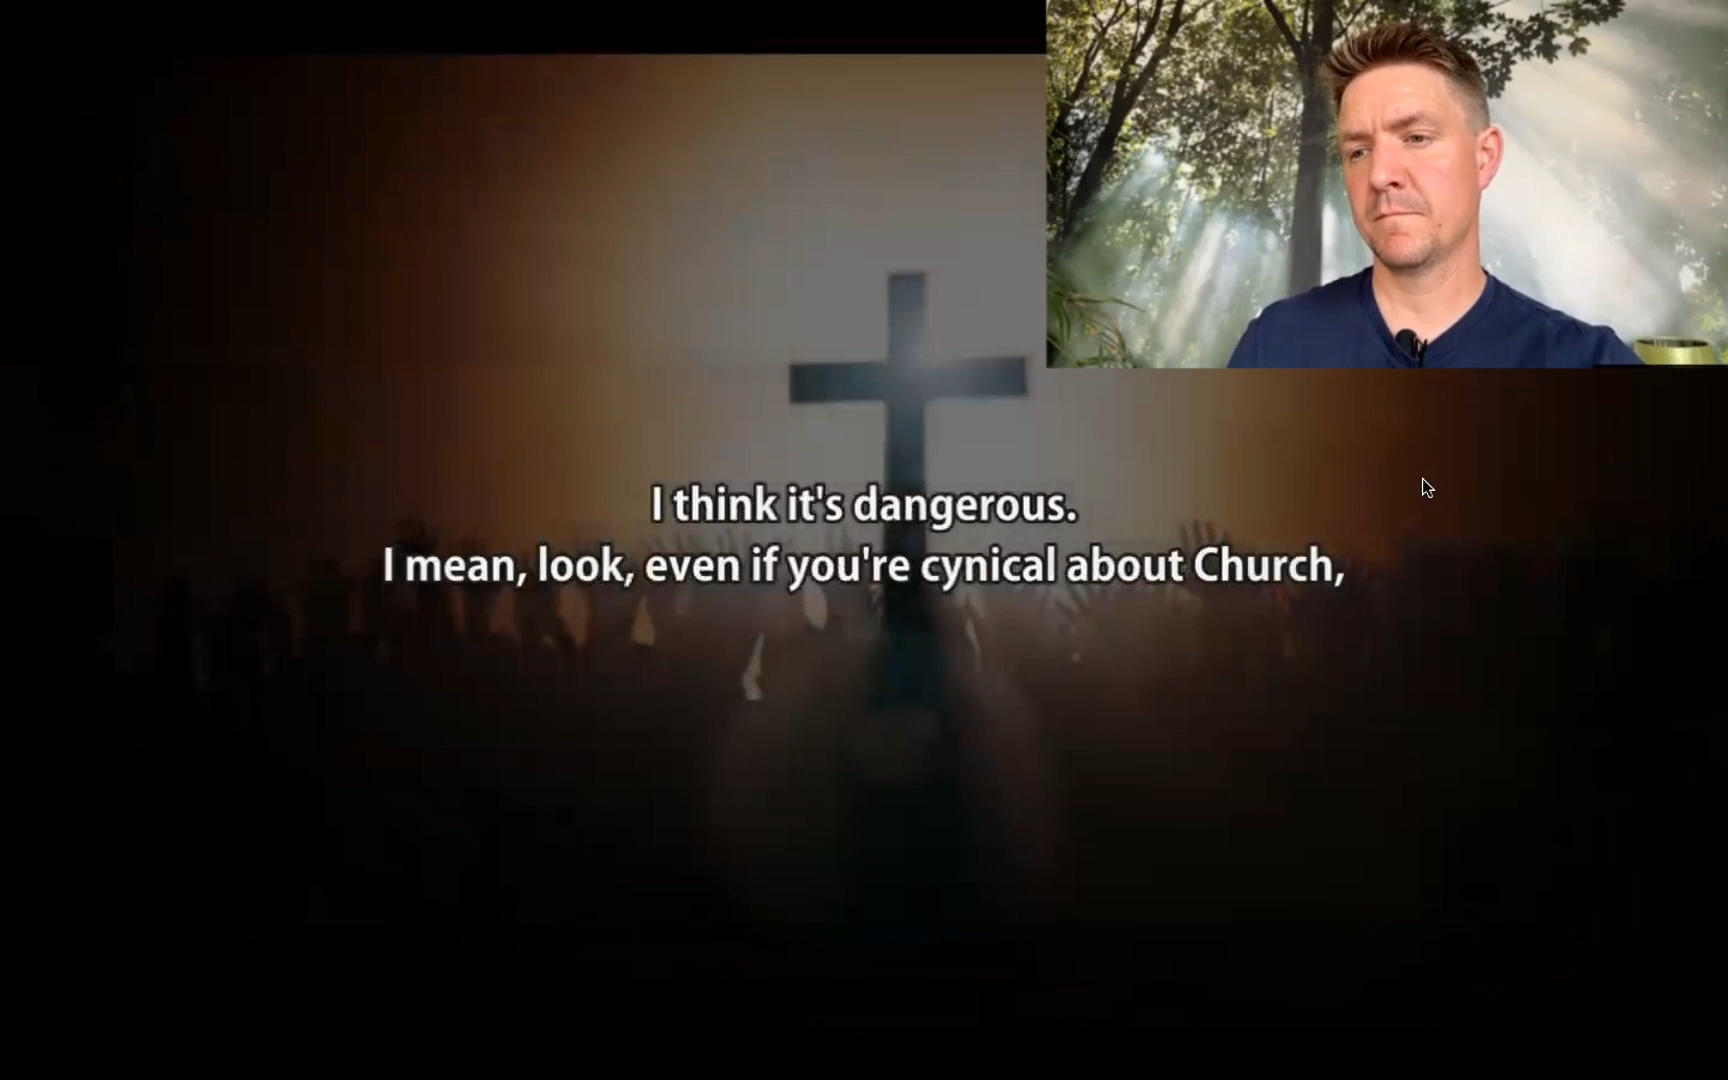 I think it's dangerous.
I mean, look, even if you're cynical about Church,